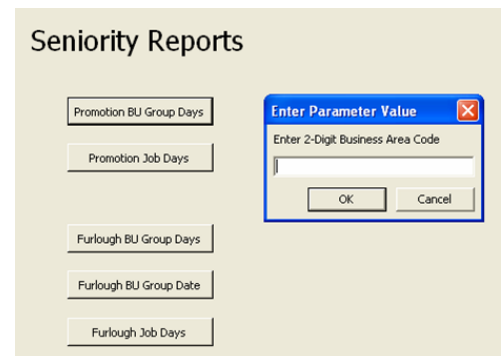 Seniority Reports
Promotion BU Group Days
Promotion Job Days
Furlough BU Group Days
Furlough BU Group Date
Furlough Job Days
Enter Parameter Value
Enter 2-Digit Business Area Code
OK Cancel